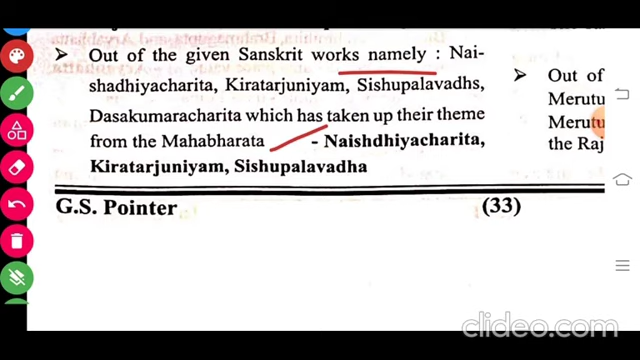 ➢ Out of the given Sanskrit works namely : Nai-
shadhiyacharita, Kiratarjuniyam, Sishupalavadhs,
Dasakumaracharita which has taken up their theme
from the Mahabharata - Naishdhiyacharita,
Kiratarjuniyam, Sishupalavadha
➢ Out of
Merutu
Merutu
the Raj
G.S. Pointer (33)
clideo.com